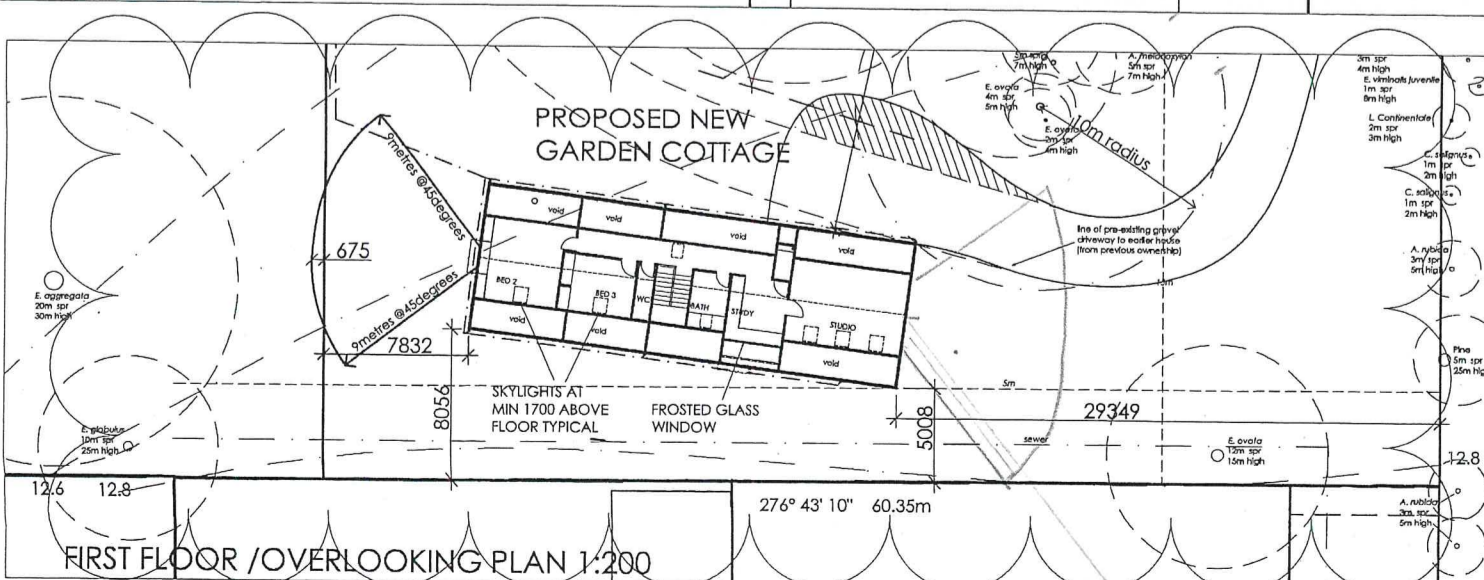 PROPOSED NEW
GARDEN COTTAGE
9metres @45degrees
675
9metres @45degrees
7832
8056
void
void
void
void
BED 2
BED 3
WC
BATH
STUDY
STUDIO
void
void
void
SKYLIGHTS AT
MIN 1700 ABOVE
FLOOR TYPICAL
FROSTED GLASS
WINDOW
5008
29349
5m
sewer
10m radius
line of pre-existing gravel
driveway to earlier house
(from previous ownership)
7m high
E. ovata
4m spr
5m high
E. ovata
2m spr
4m high
5m spr
7m high
3m spr
4m high
E. viminalis juvenile
1m spr
8m high
L. Continentale
2m spr
3m high
C. salignus
1m spr
2m high
C. salignus
1m spr
2m high
A. rubida
3m spr
5m high
Pine
5m spr
25m high
E. ovata
12m spr
15m high
12.8
A. rubida
3m spr
5m high
E. aggregata
20m spr
30m high
E. globulus
10m spr
25m high
12.6
12.8
276° 43' 10" 60.35m
FIRST FLOOR /OVERLOOKING PLAN 1:200